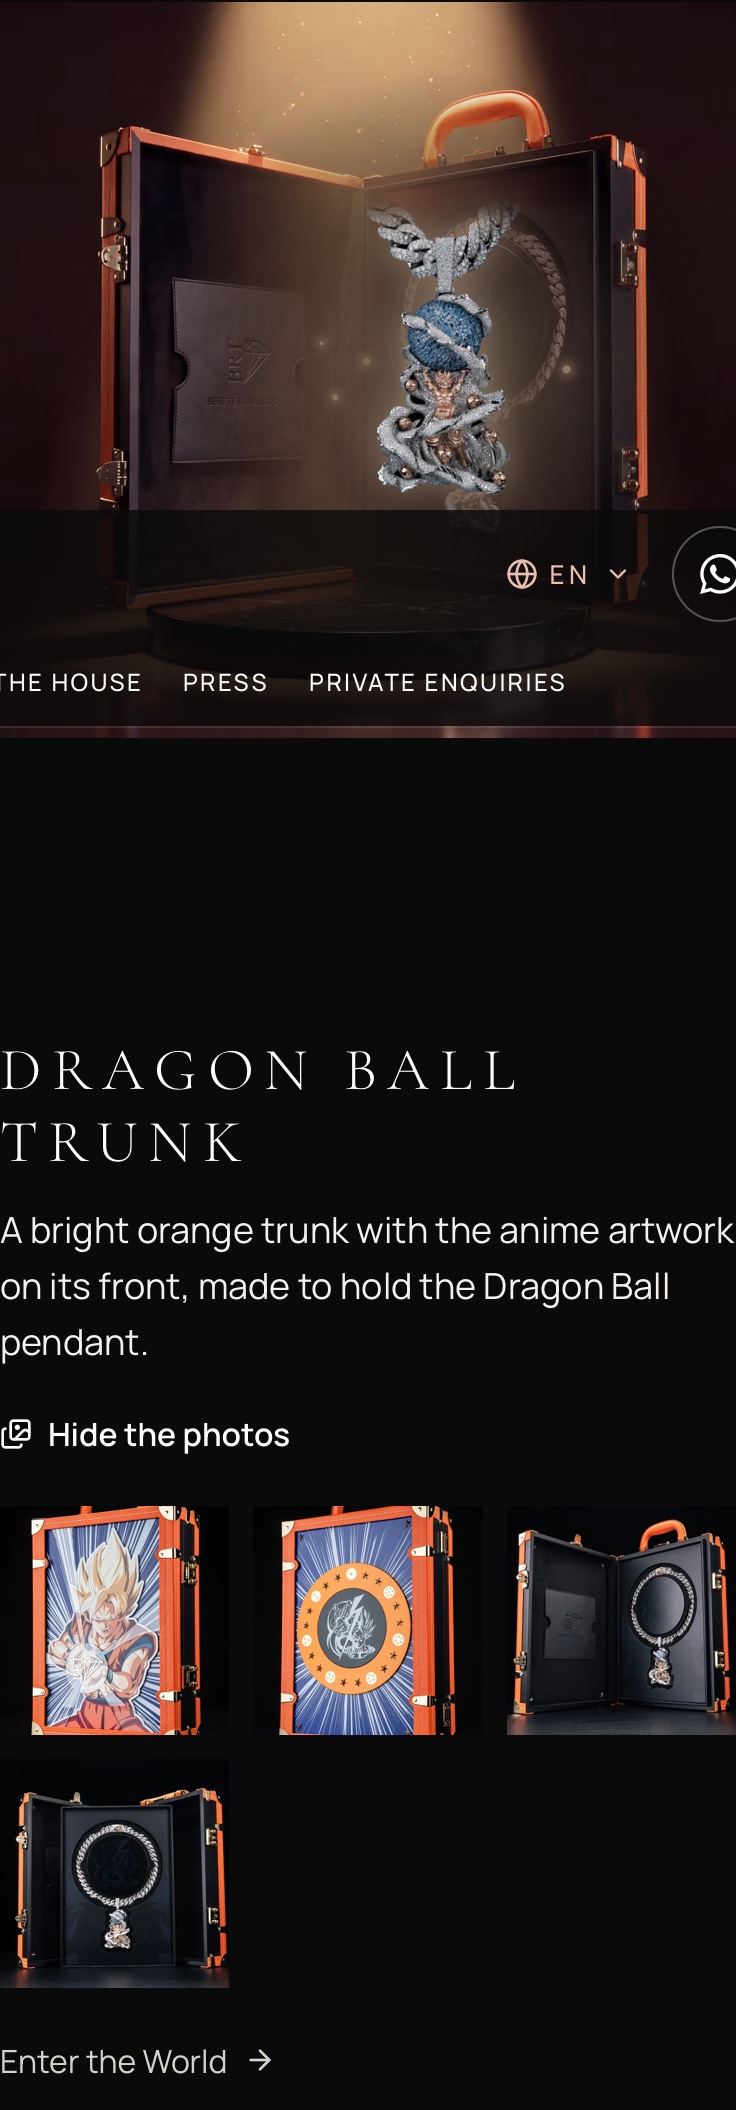 BRT
EN
THE HOUSE PRESS PRIVATE ENQUIRIES
DRAGON BALL
TRUNK
A bright orange trunk with the anime artwork
on its front, made to hold the Dragon Ball
pendant.
Hide the photos
Enter the World